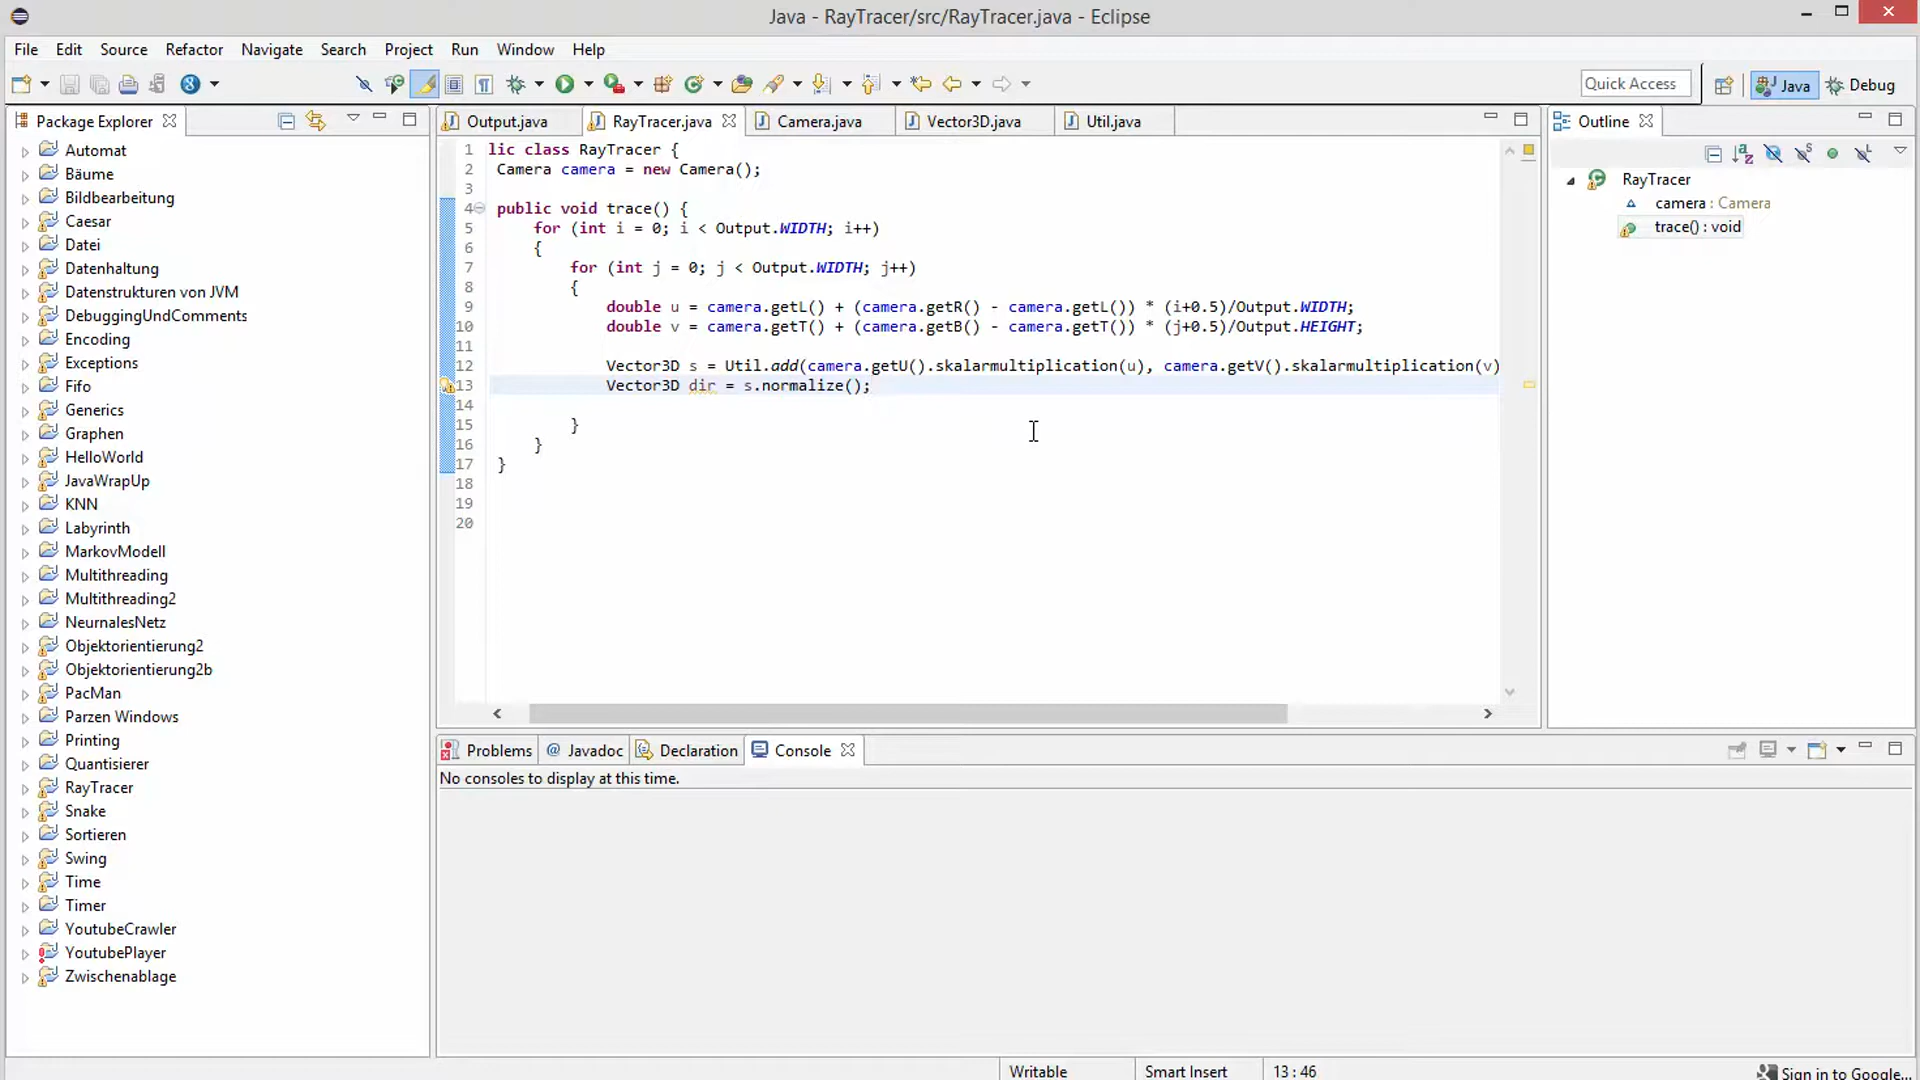 Java - RayTracer/src/RayTracer.java - Eclipse
File Edit Source Refactor Navigate Search Project Run Window Help
Quick Access Java Debug
Package Explorer
Automat
Bäume
Bildbearbeitung
Caesar
Datei
Datenhaltung
Datenstrukturen von JVM
DebuggingUndComments
Encoding
Exceptions
Fifo
Generics
Graphen
HelloWorld
JavaWrapUp
KNN
Labyrinth
MarkovModell
Multithreading
Multithreading2
NeurnalesNetz
Objektorientierung2
Objektorientierung2b
PacMan
Parzen Windows
Printing
Quantisierer
RayTracer
Snake
Sortieren
Swing
Time
Timer
YoutubeCrawler
YoutubePlayer
Zwischenablage
Output.java RayTracer.java Camera.java Vector3D.java Util.java
1 lic class RayTracer {
2 Camera camera = new Camera();
3
4 public void trace() {
5 for (int i = 0; i < Output.WIDTH; i++)
6 {
7 for (int j = 0; j < Output.WIDTH; j++)
8 {
9 double u = camera.getL() + (camera.getR() - camera.getL()) * (i+0.5)/Output.WIDTH;
10 double v = camera.getT() + (camera.getB() - camera.getT()) * (j+0.5)/Output.HEIGHT;
11
12 Vector3D s = Util.add(camera.getU().skalarmultiplication(u), camera.getV().skalarmultiplication(v)
13 Vector3D dir = s.normalize();
14
15 }
16 }
17 }
18
19
20
Outline
RayTracer
camera : Camera
trace() : void
Problems @ Javadoc Declaration Console
No consoles to display at this time.
Writable Smart Insert 13 : 46 Sign in to Google...